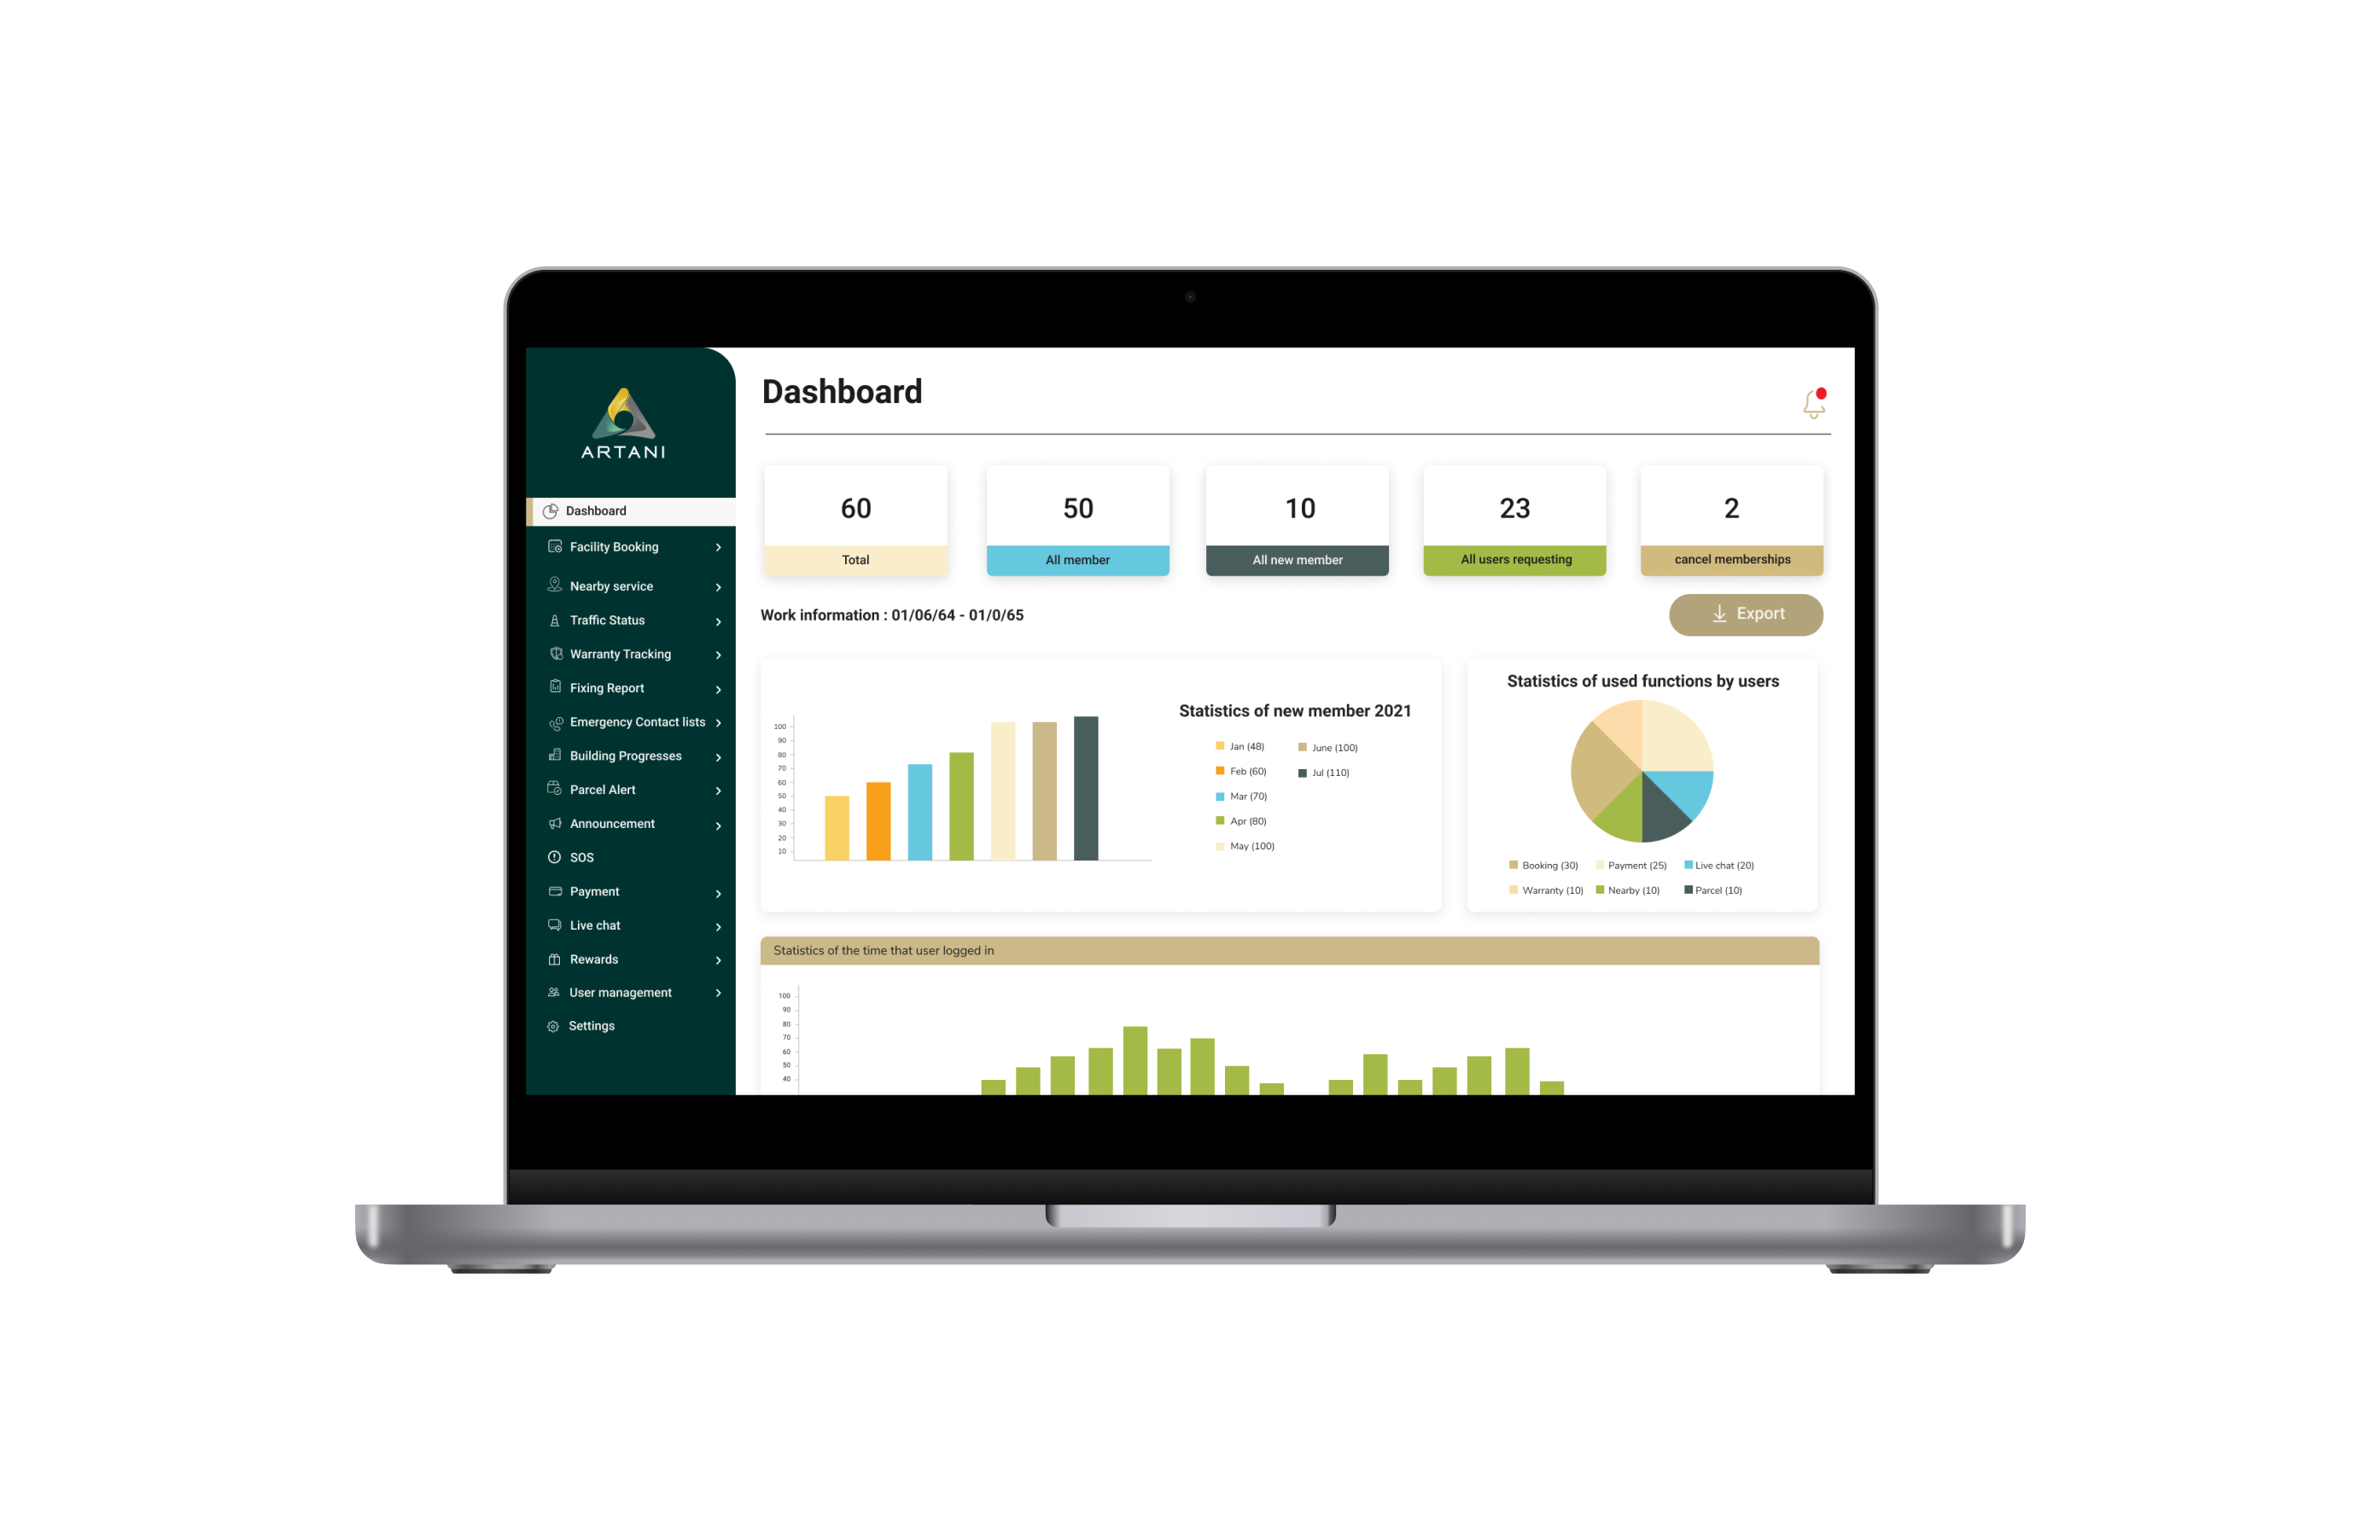 ARTANI
Dashboard
Facility Booking
Nearby service
Traffic Status
Warranty Tracking
Fixing Report
Emergency Contact lists
Building Progresses
Parcel Alert
Announcement
SOS
Payment
Live chat
Rewards
User management
Settings
Dashboard
60
Total
50
All member
10
All new member
23
All users requesting
2
cancel memberships
Work information : 01/06/64 - 01/0/65
Export
100
90
80
70
60
50
40
30
20
10
Statistics of new member 2021
Jan (48)
Feb (60)
Mar (70)
Apr (80)
May (100)
June (100)
Jul (110)
Statistics of used functions by users
Booking (30) Payment (25) Live chat (20)
Warranty (10) Nearby (10) Parcel (10)
Statistics of the time that user logged in
100
90
80
70
60
50
40